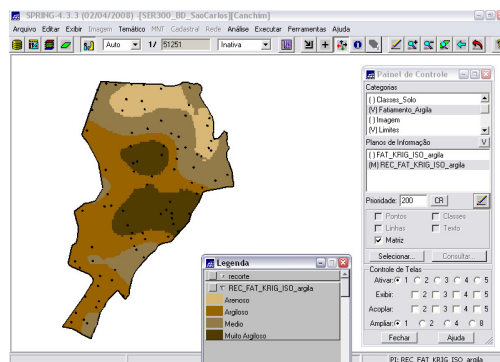 SPRING-4.3.3 (02/04/2008) -[SER300_BD_SaoCarlos][Canchim]
Arquivo Editar Exibir Imagem Temático MNT Cadastral Rede Análise Executar Ferramentas Ajuda
Auto 1/ 51251 Inativa
Painel de Controle
Categorias
( ) Classes_Solo
(V) Fatiamento_Argila
( ) Imagem
(V) Limites
Planos de Informação V
( ) FAT_KRIG_ISO_argila
(M) REC_FAT_KRIG_ISO_argila
Prioridade: 200 CR
Pontos Classes
Linhas Texto
Matriz
Selecionar... Consultar...
Controle de Telas
Ativar: 1 2 3 4 5
Exibir: 2 3 4 5
Acoplar: 2 3 4 5
Ampliar: 1 2 4 8
Fechar Ajuda
Legenda
recorte
REC_FAT_KRIG_ISO_argila
Arenoso
Argiloso
Medio
Muito Argiloso
PI: REC_FAT_KRIG_ISO_argila